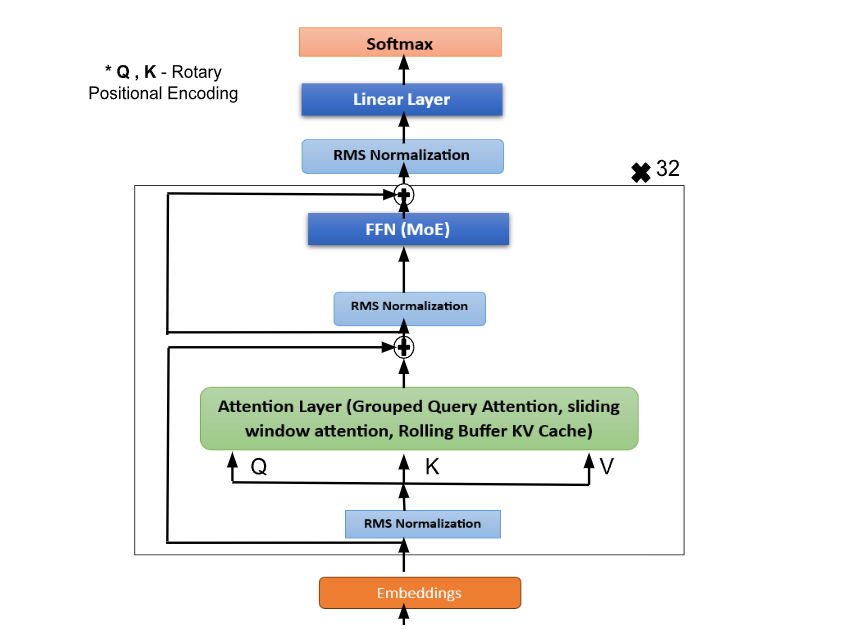 Softmax
* Q , K - Rotary
Positional Encoding
Linear Layer
RMS Normalization
✖ 32
FFN (MoE)
RMS Normalization
Attention Layer (Grouped Query Attention, sliding
window attention, Rolling Buffer KV Cache)
Q K V
RMS Normalization
Embeddings